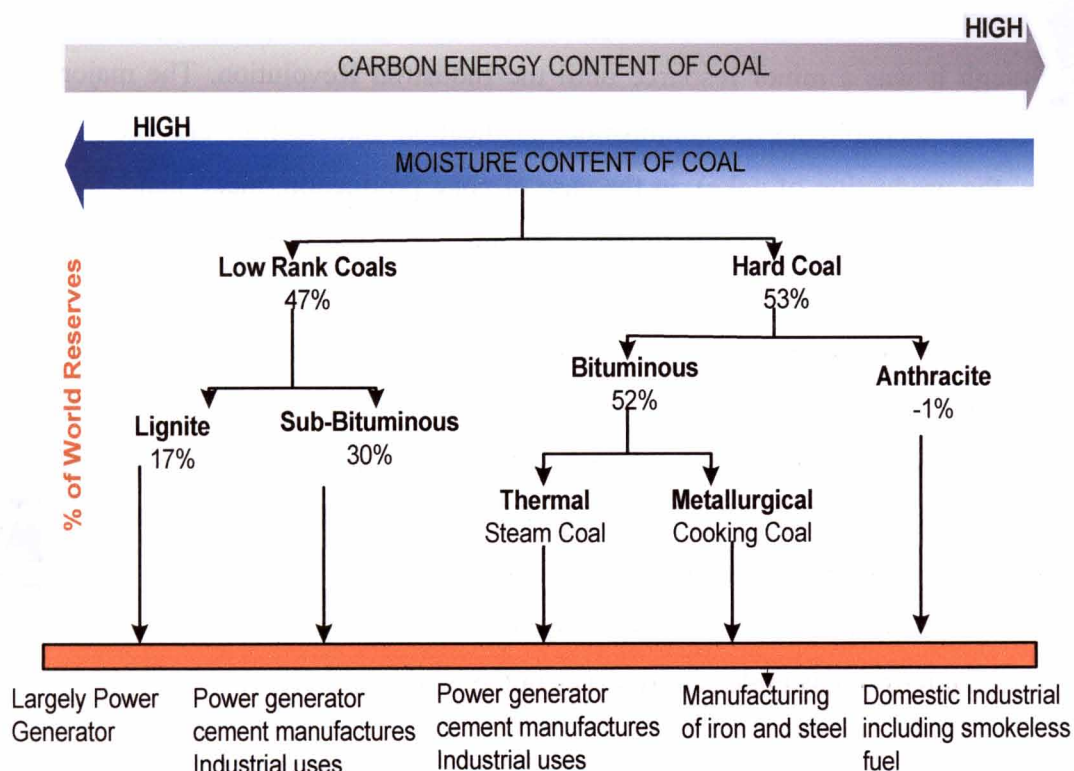 HIGH
CARBON ENERGY CONTENT OF COAL
HIGH
MOISTURE CONTENT OF COAL
% of World Reserves
Low Rank Coals
47%
Hard Coal
53%
Bituminous
52%
Anthracite
-1%
Lignite
17%
Sub-Bituminous
30%
Thermal
Steam Coal
Metallurgical
Cooking Coal
Largely Power
Generator
Power generator
cement manufactures
Industrial uses
Power generator
cement manufactures
Industrial uses
Manufacturing
of iron and steel
Domestic Industrial
including smokeless
fuel